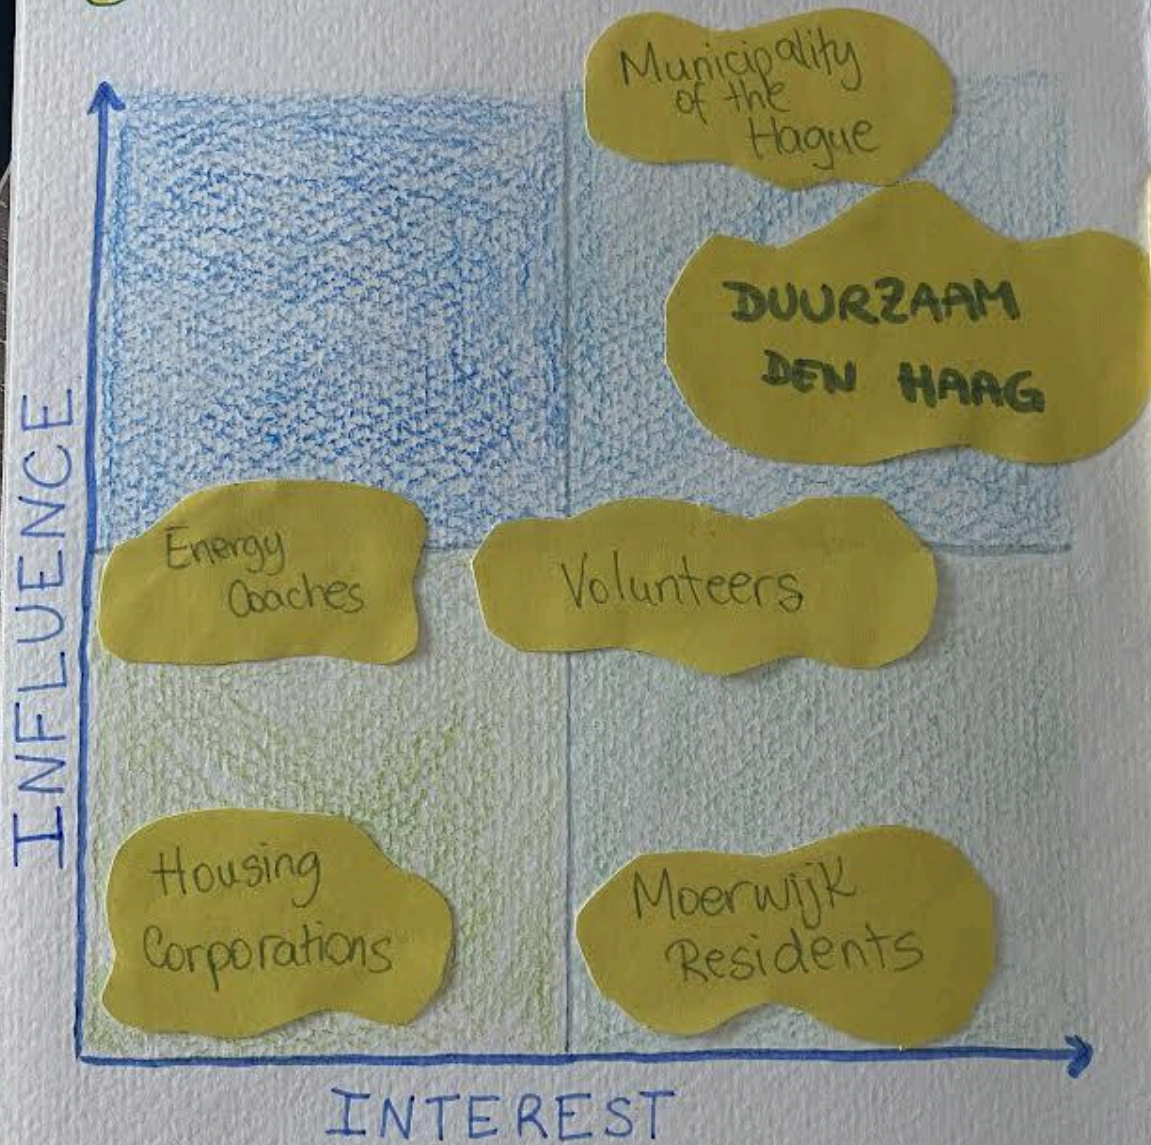 Municipality
of the
Hague
DUURZAAM
DEN HAAG
Energy
Coaches
Volunteers
Housing
Corporations
Moerwijk
Residents
INFLUENCE
INTEREST